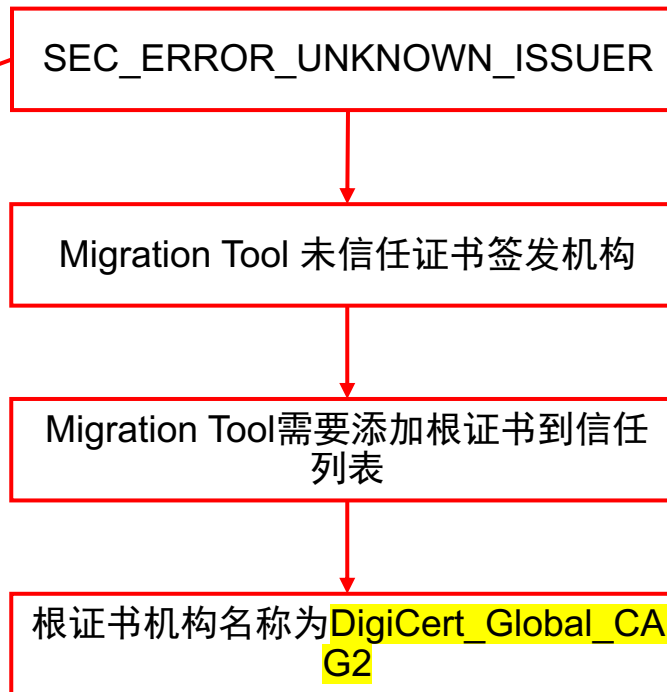 SEC_ERROR_UNKNOWN_ISSUER
Migration Tool 未信任证书签发机构
Migration Tool需要添加根证书到信任
列表
根证书机构名称为DigiCert_Global_CA
G2